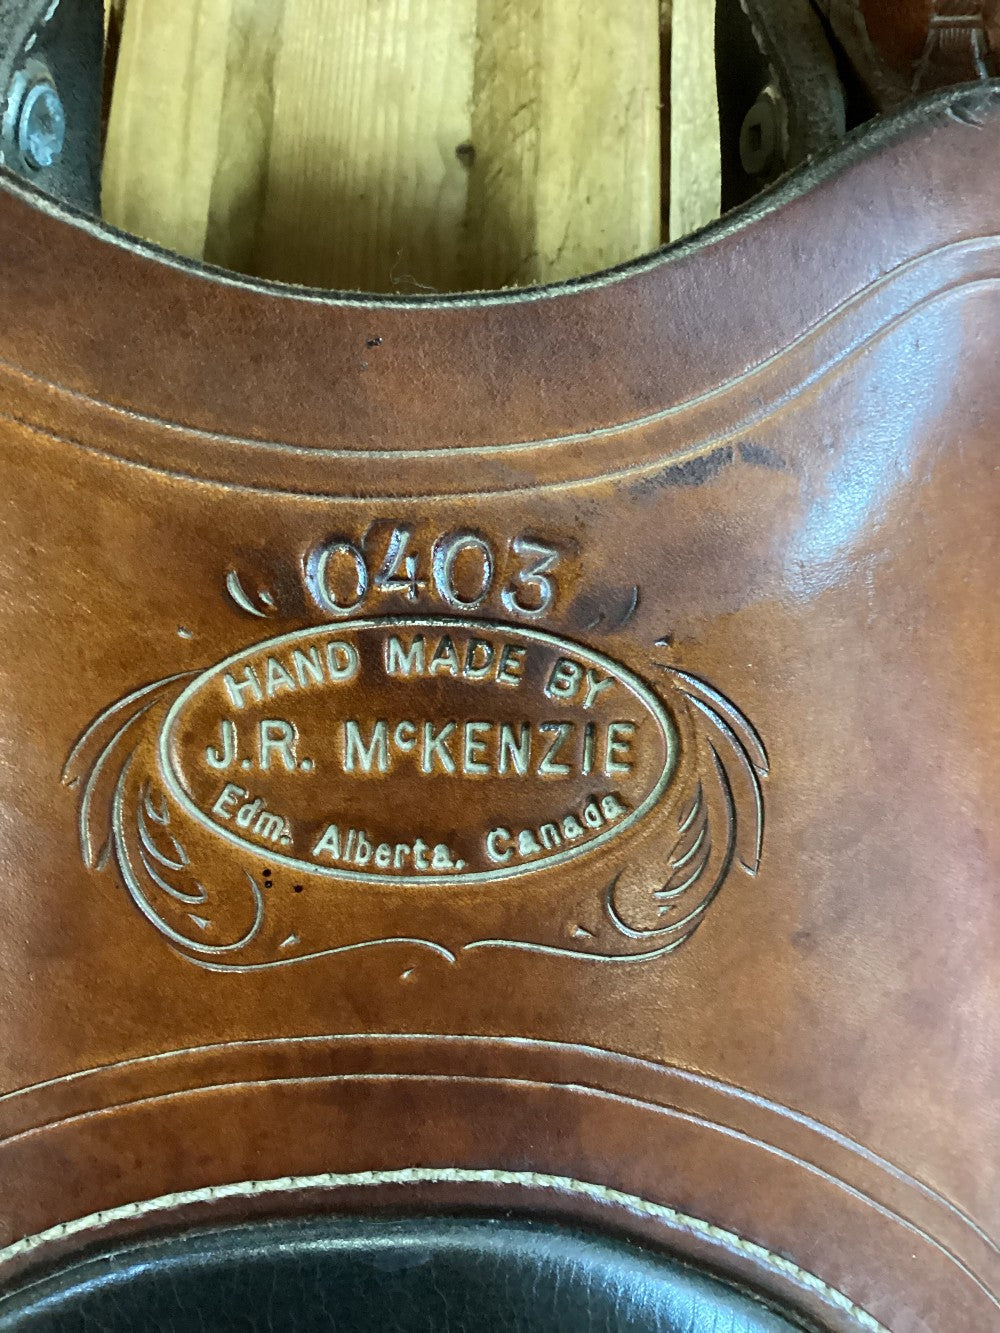 0403
HAND MADE BY
J.R. McKENZIE
Edm. Alberta. Canada